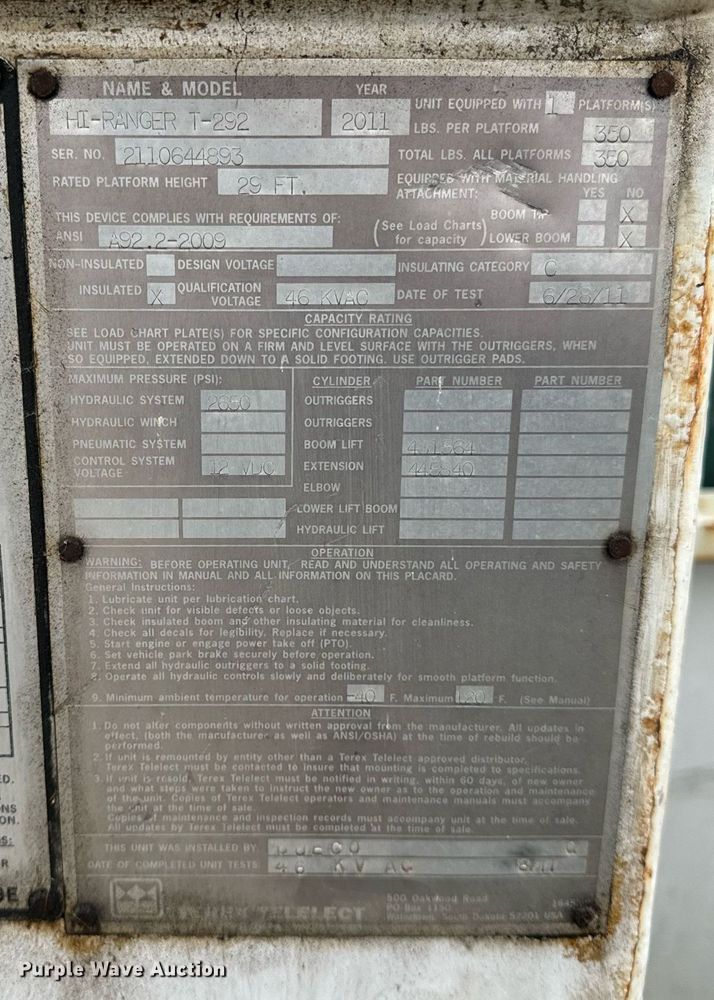 NAME & MODEL YEAR UNIT EQUIPPED WITH 1 PLATFORM(S)
HI-RANGER T-292 2011 LBS. PER PLATFORM 350
SER. NO. 2110644893 TOTAL LBS. ALL PLATFORMS 350
RATED PLATFORM HEIGHT 29 FT. EQUIPPED WITH MATERIAL HANDLING
ATTACHMENT: YES NO
THIS DEVICE COMPLIES WITH REQUIREMENTS OF: BOOM TIP X
ANSI A92.2-2009 (See Load Charts for capacity) LOWER BOOM X
NON-INSULATED DESIGN VOLTAGE INSULATING CATEGORY C
INSULATED X QUALIFICATION VOLTAGE 46 KVAC DATE OF TEST 6/28/11
CAPACITY RATING
SEE LOAD CHART PLATE(S) FOR SPECIFIC CONFIGURATION CAPACITIES.
UNIT MUST BE OPERATED ON A FIRM AND LEVEL SURFACE WITH THE OUTRIGGERS, WHEN
SO EQUIPPED, EXTENDED DOWN TO A SOLID FOOTING. USE OUTRIGGER PADS.
MAXIMUM PRESSURE (PSI): CYLINDER PART NUMBER PART NUMBER
HYDRAULIC SYSTEM 2650 OUTRIGGERS
HYDRAULIC WINCH OUTRIGGERS
PNEUMATIC SYSTEM BOOM LIFT 451564
CONTROL SYSTEM VOLTAGE 12 VDC EXTENSION 448540
ELBOW
LOWER LIFT BOOM
HYDRAULIC LIFT
OPERATION
WARNING: BEFORE OPERATING UNIT, READ AND UNDERSTAND ALL OPERATING AND SAFETY
INFORMATION IN MANUAL AND ALL INFORMATION ON THIS PLACARD.
General Instructions:
1. Lubricate unit per lubrication chart.
2. Check unit for visible defects or loose objects.
3. Check insulated boom and other insulating material for cleanliness.
4. Check all decals for legibility. Replace if necessary.
5. Start engine or engage power take off (PTO).
6. Set vehicle park brake securely before operation.
7. Extend all hydraulic outriggers to a solid footing.
8. Operate all hydraulic controls slowly and deliberately for smooth platform function.
9. Minimum ambient temperature for operation -40 F. Maximum 120 F. (See Manual)
ATTENTION
1. Do not alter components without written approval from the manufacturer. All updates in
effect, (both the manufacturer as well as ANSI/OSHA) at the time of rebuild should be
performed.
2. If unit is remounted by entity other than a Terex Telelect approved distributor,
Terex Telelect must be contacted to insure that mounting is completed to specifications.
3. If unit is resold, Terex Telelect must be notified in writing, within 60 days, of new owner
and what steps were taken to instruct the new owner as to the operation and maintenance
of the unit. Copies of Terex Telelect operators and maintenance manuals must accompany
the unit at the time of sale.
Copies of maintenance and inspection records must accompany unit at the time of sale.
All updates by Terex Telelect must be completed at the time of sale.
THIS UNIT WAS INSTALLED BY:
DATE OF COMPLETED UNIT TESTS: 46 KV AC 8/11
TEREX TELELECT
500 Oakwood Road
PO Box 1150
Watertown, South Dakota 57201 USA
ED.
NS
ON.
S:
R
DE
Purple Wave Auction